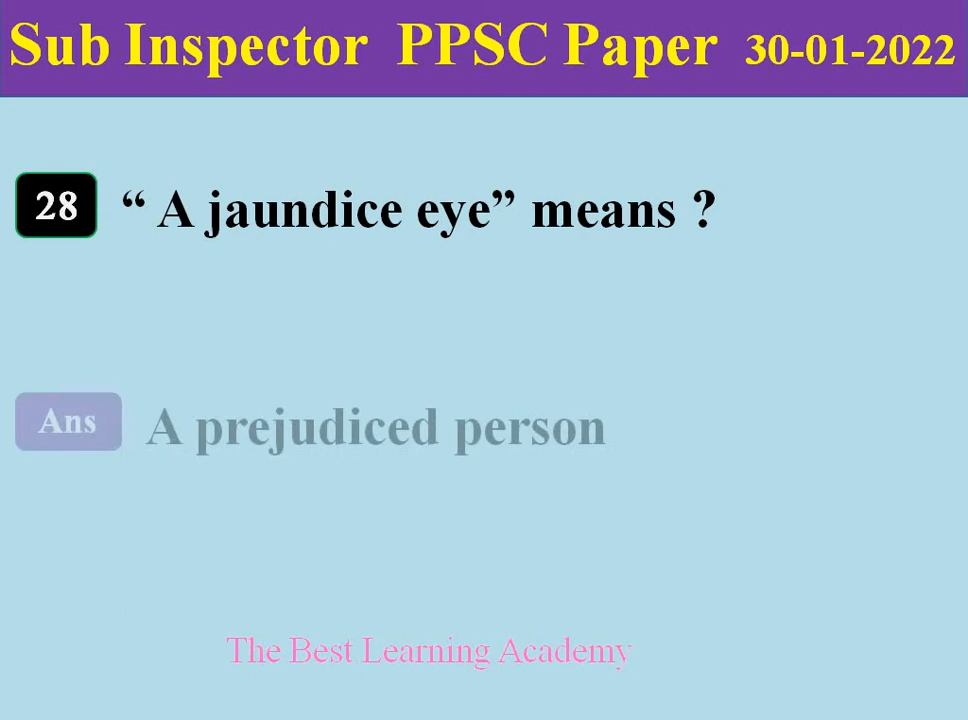 Sub Inspector PPSC Paper 30-01-2022
28 “ A jaundice eye” means ?
Ans A prejudiced person
The Best Learning Academy